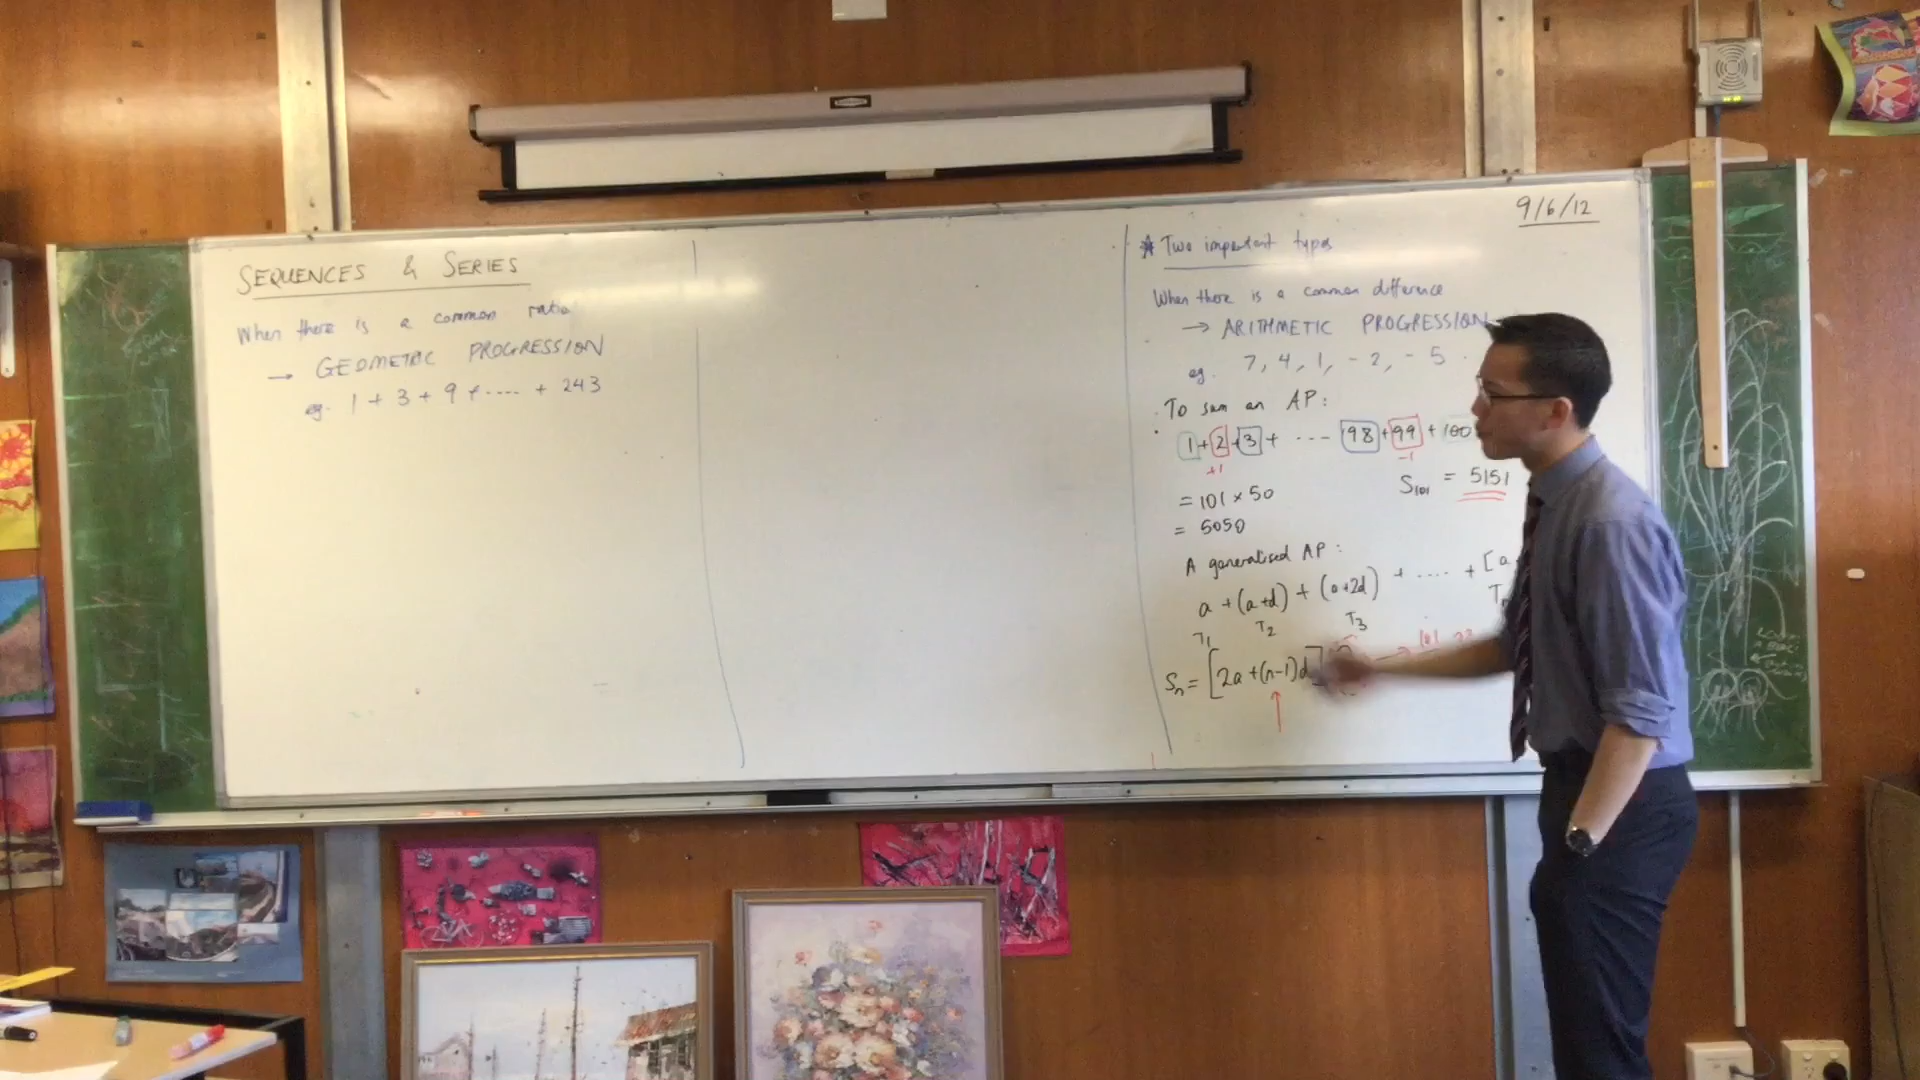 SEQUENCES & SERIES
When there is a common ratio
→ GEOMETRIC PROGRESSION
eg. 1 + 3 + 9 + ···· + 243
9/6/12
* Two important types
When there is a common difference
→ ARITHMETIC PROGRESSION
eg. 7, 4, 1, -2, -5
To sum an AP:
1 + 2 + 3 + ··· 98 + 99 + 100
+1 -1
= 101 × 50
S₁₀₁ = 5151
= 5050
A generalised AP:
a + (a+d) + (a+2d) + ···· + [a
T₁ T₂ T₃
Sₙ = [2a + (n-1)d]